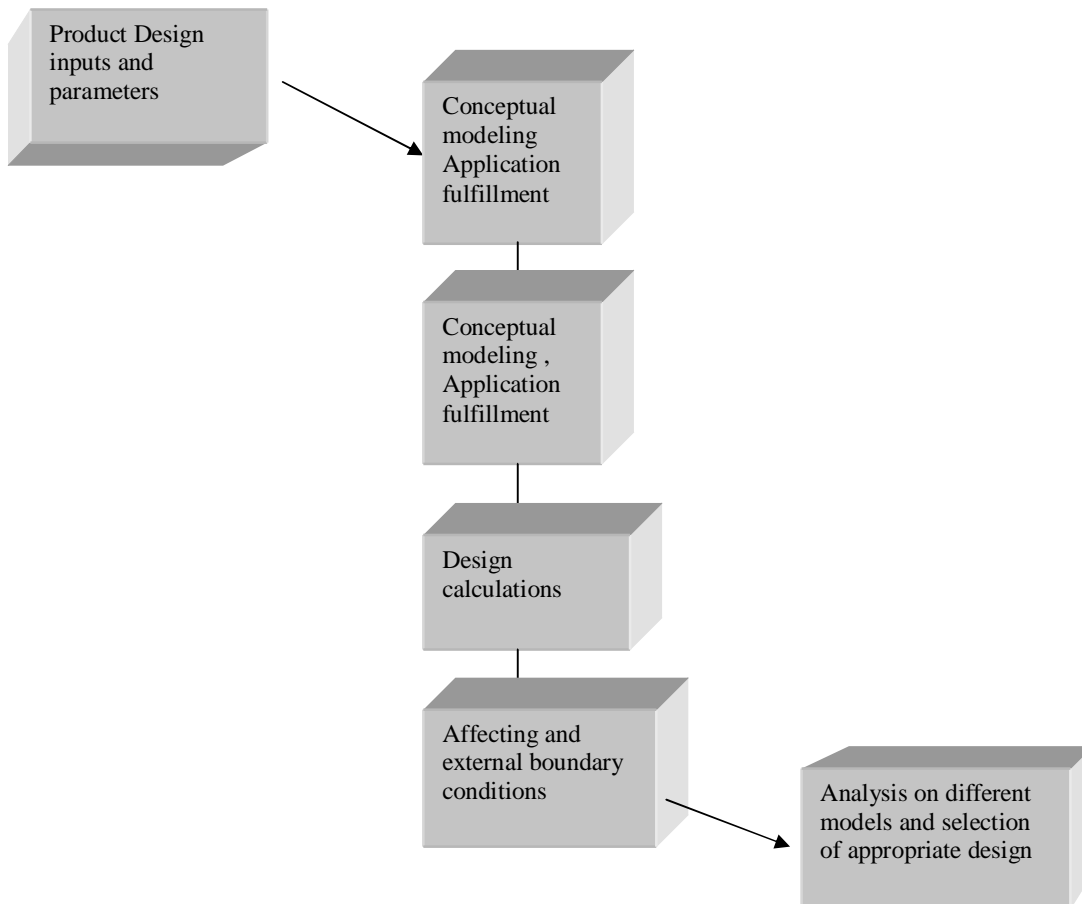 Product Design
inputs and
parameters
Conceptual
modeling
Application
fulfillment
Conceptual
modeling ,
Application
fulfillment
Design
calculations
Affecting and
external boundary
conditions
Analysis on different
models and selection
of appropriate design